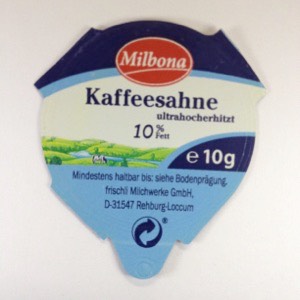 Milbona
Kaffeesahne
ultrahocherhitzt
10 % Fett
e 10g
Mindestens haltbar bis: siehe Bodenprägung,
frischli Milchwerke GmbH,
D-31547 Rehburg-Loccum
®